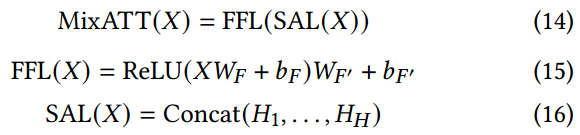 MixATT(X) = FFL(SAL(X)) (14)
FFL(X) = ReLU(XW_F + b_F)W_{F'} + b_{F'} (15)
SAL(X) = Concat(H_1, . . . , H_H) (16)